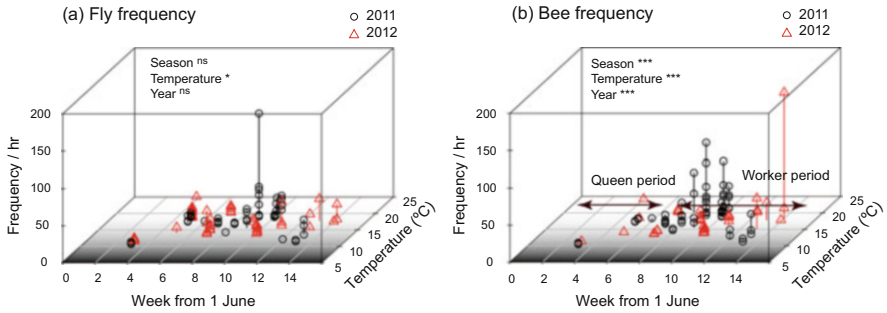 (a) Fly frequency
2011
2012
Season ns
Temperature *
Year ns
200
150
100
50
0
Frequency / hr
0 2 4 6 8 10 12 14
Week from 1 June
5 10 15 20 25
Temperature (ºC)
(b) Bee frequency
2011
2012
Season ***
Temperature ***
Year ***
Queen period
Worker period
200
150
100
50
0
Frequency / hr
0 2 4 6 8 10 12 14
Week from 1 June
5 10 15 20 25
Temperature (ºC)